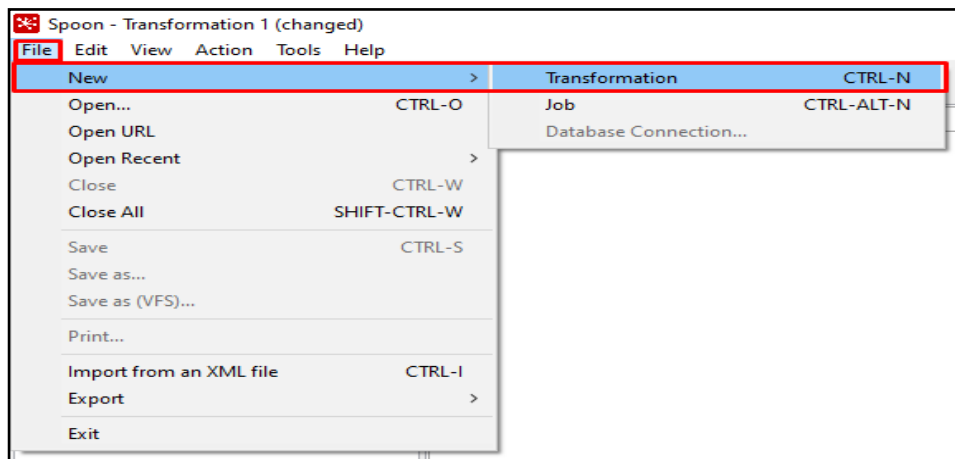 Spoon - Transformation 1 (changed)
File Edit View Action Tools Help
New > Transformation CTRL-N
Open... CTRL-O Job CTRL-ALT-N
Open URL Database Connection...
Open Recent >
Close CTRL-W
Close All SHIFT-CTRL-W
Save CTRL-S
Save as...
Save as (VFS)...
Print...
Import from an XML file CTRL-I
Export >
Exit